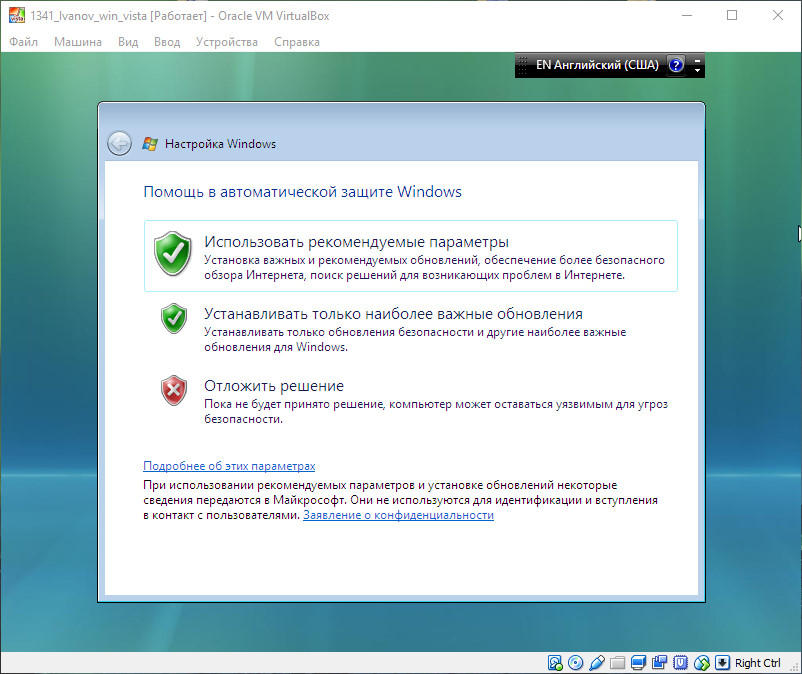 1341_Ivanov_win_vista [Работает] - Oracle VM VirtualBox
Файл Машина Вид Ввод Устройства Справка
EN Английский (США) ?
Настройка Windows
Помощь в автоматической защите Windows
Использовать рекомендуемые параметры
Установка важных и рекомендуемых обновлений, обеспечение более безопасного
обзора Интернета, поиск решений для возникающих проблем в Интернете.
Устанавливать только наиболее важные обновления
Устанавливать только обновления безопасности и другие наиболее важные
обновления для Windows.
Отложить решение
Пока не будет принято решение, компьютер может оставаться уязвимым для угроз
безопасности.
Подробнее об этих параметрах
При использовании рекомендуемых параметров и установке обновлений некоторые
сведения передаются в Майкрософт. Они не используются для идентификации и вступления
в контакт с пользователями. Заявление о конфиденциальности
Right Ctrl